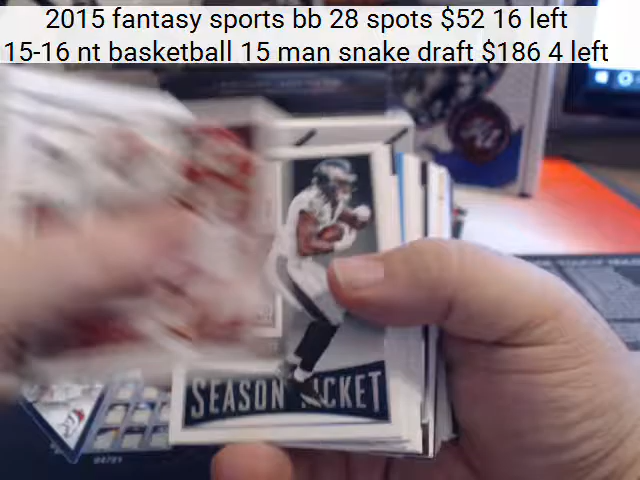 2015 fantasy sports bb 28 spots $52 16 left
15-16 nt basketball 15 man snake draft $186 4 left
SEASON TICKET